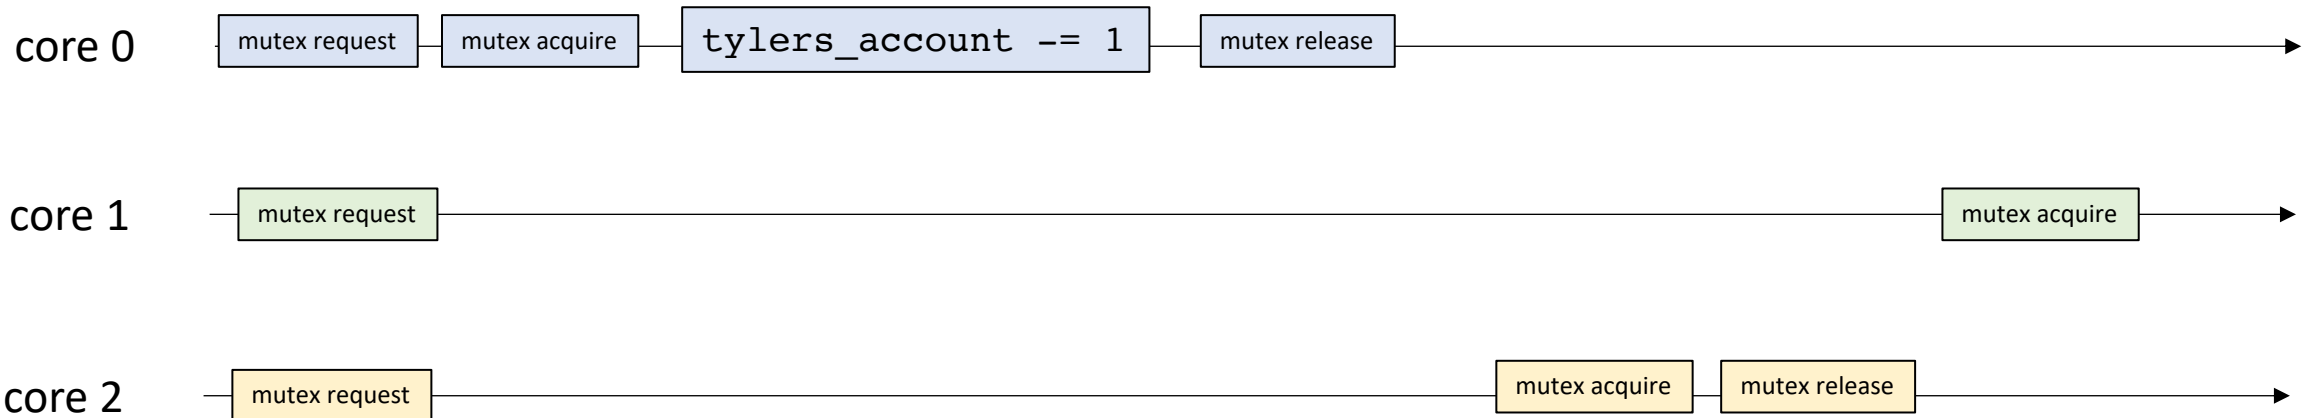 core 0 mutex request mutex acquire tylers_account -= 1 mutex release
core 1 mutex request mutex acquire
core 2 mutex request mutex acquire mutex release